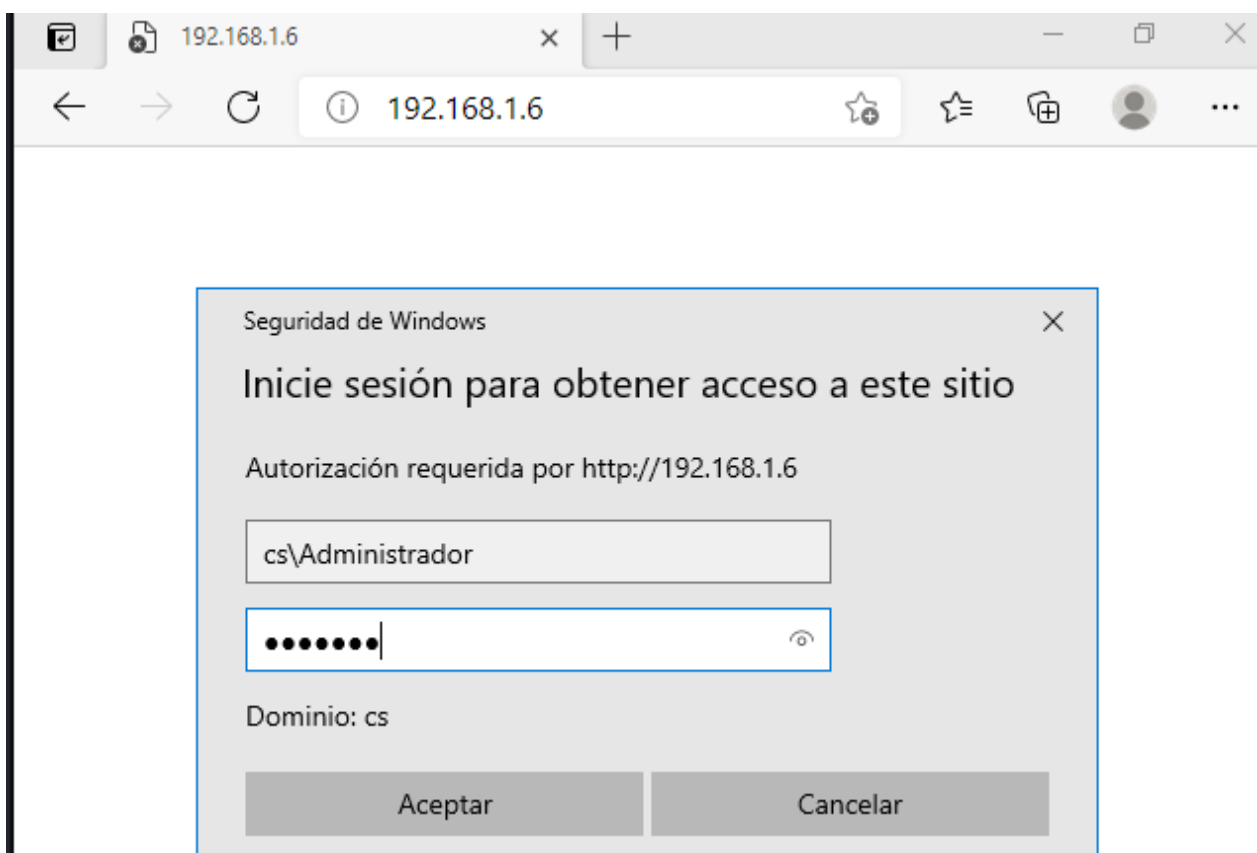 192.168.1.6
192.168.1.6
Seguridad de Windows
Inicie sesión para obtener acceso a este sitio
Autorización requerida por http://192.168.1.6
cs\Administrador
•••••••
Dominio: cs
Aceptar Cancelar